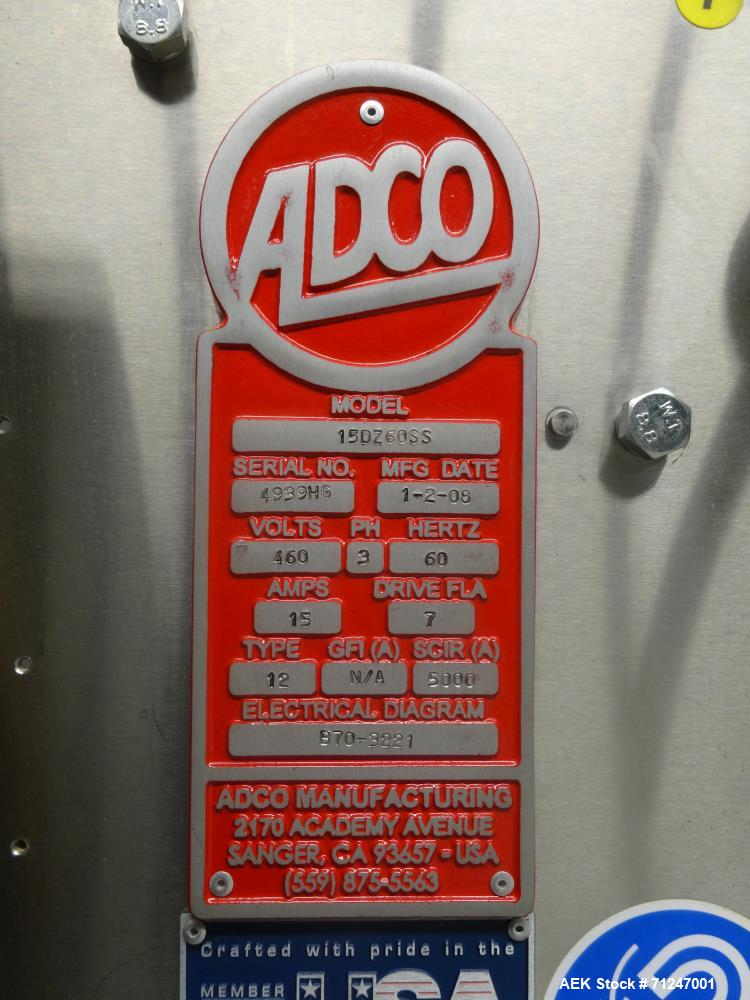 W.T
8.8
ADCO
MODEL
15DZ60SS
SERIAL NO. MFG DATE
4939HG 1-2-08
VOLTS PH HERTZ
460 3 60
AMPS DRIVE FLA
15 7
TYPE GFI (A) SCIR (A)
12 N/A 5000
ELECTRICAL DIAGRAM
870-3221
ADCO MANUFACTURING
2170 ACADEMY AVENUE
SANGER, CA 93657 - USA
(559) 875-5563
W.T
8.8
Crafted with pride in the
MEMBER USA
AEK Stock #71247001